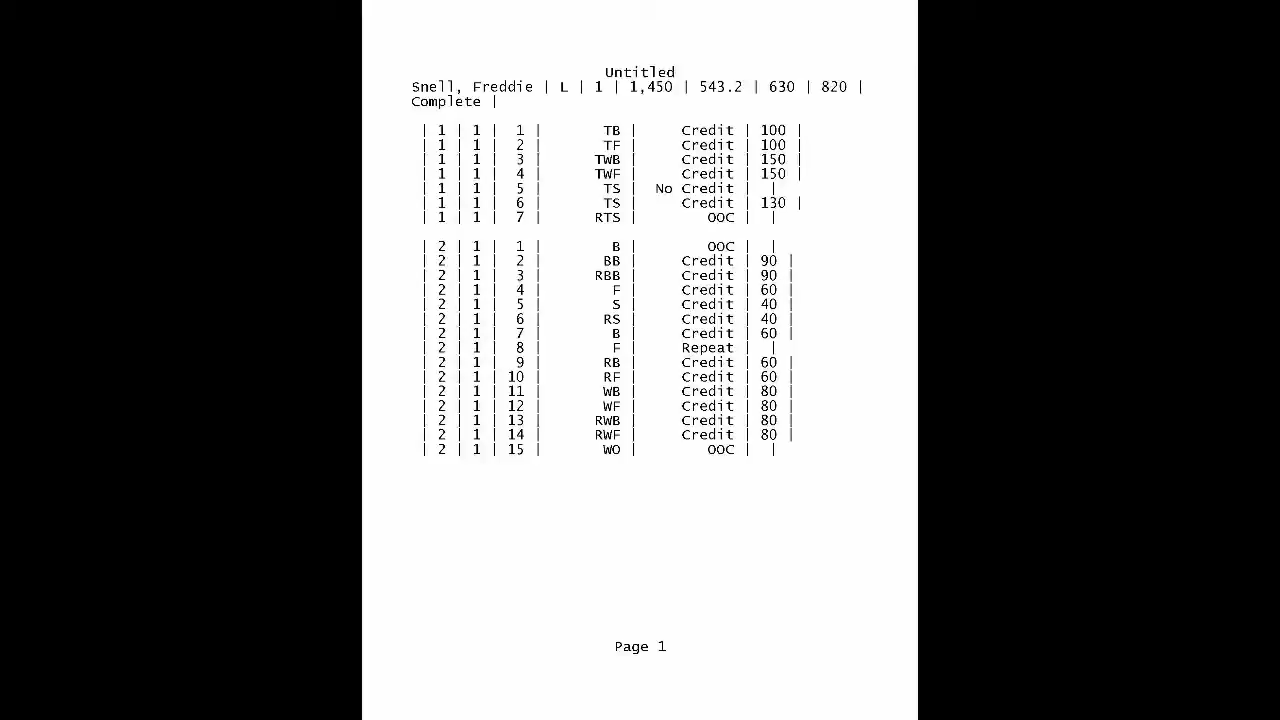 Untitled
Snell, Freddie | L | 1 | 1,450 | 543.2 | 630 | 820 |
Complete |
| 1 | 1 | 1 | TB | Credit | 100 |
| 1 | 1 | 2 | TF | Credit | 100 |
| 1 | 1 | 3 | TWB | Credit | 150 |
| 1 | 1 | 4 | TWF | Credit | 150 |
| 1 | 1 | 5 | TS | No Credit | |
| 1 | 1 | 6 | TS | Credit | 130 |
| 1 | 1 | 7 | RTS | OOC | |
| 2 | 1 | 1 | B | OOC | |
| 2 | 1 | 2 | BB | Credit | 90 |
| 2 | 1 | 3 | RBB | Credit | 90 |
| 2 | 1 | 4 | F | Credit | 60 |
| 2 | 1 | 5 | S | Credit | 40 |
| 2 | 1 | 6 | RS | Credit | 40 |
| 2 | 1 | 7 | B | Credit | 60 |
| 2 | 1 | 8 | F | Repeat | |
| 2 | 1 | 9 | RB | Credit | 60 |
| 2 | 1 | 10 | RF | Credit | 60 |
| 2 | 1 | 11 | WB | Credit | 80 |
| 2 | 1 | 12 | WF | Credit | 80 |
| 2 | 1 | 13 | RWB | Credit | 80 |
| 2 | 1 | 14 | RWF | Credit | 80 |
| 2 | 1 | 15 | WO | OOC | |
Page 1